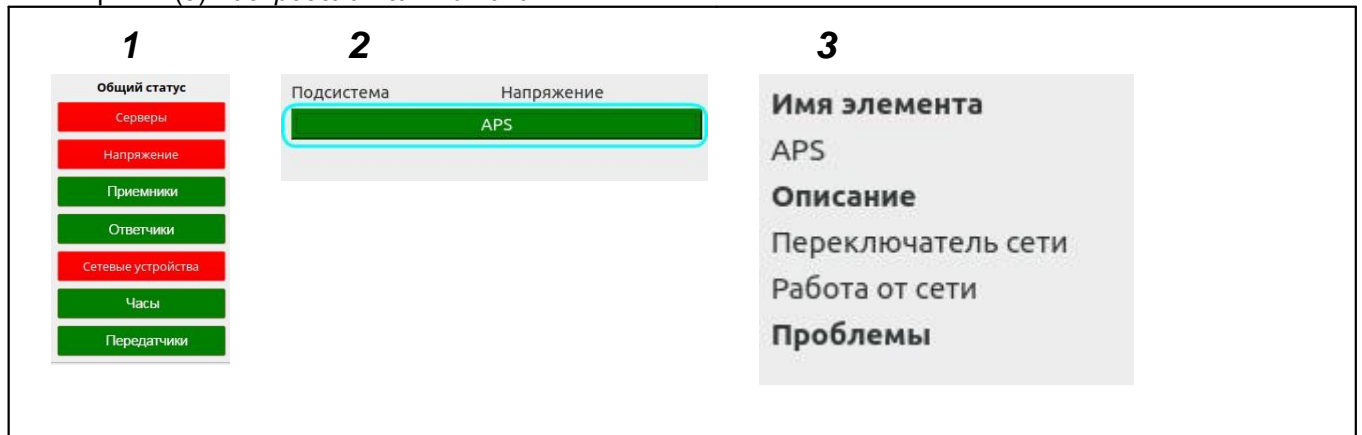 1
Общий статус
Серверы
Напряжение
Приемники
Ответчики
Сетевые устройства
Часы
Передатчики
2
Подсистема Напряжение
APS
3
Имя элемента
APS
Описание
Переключатель сети
Работа от сети
Проблемы